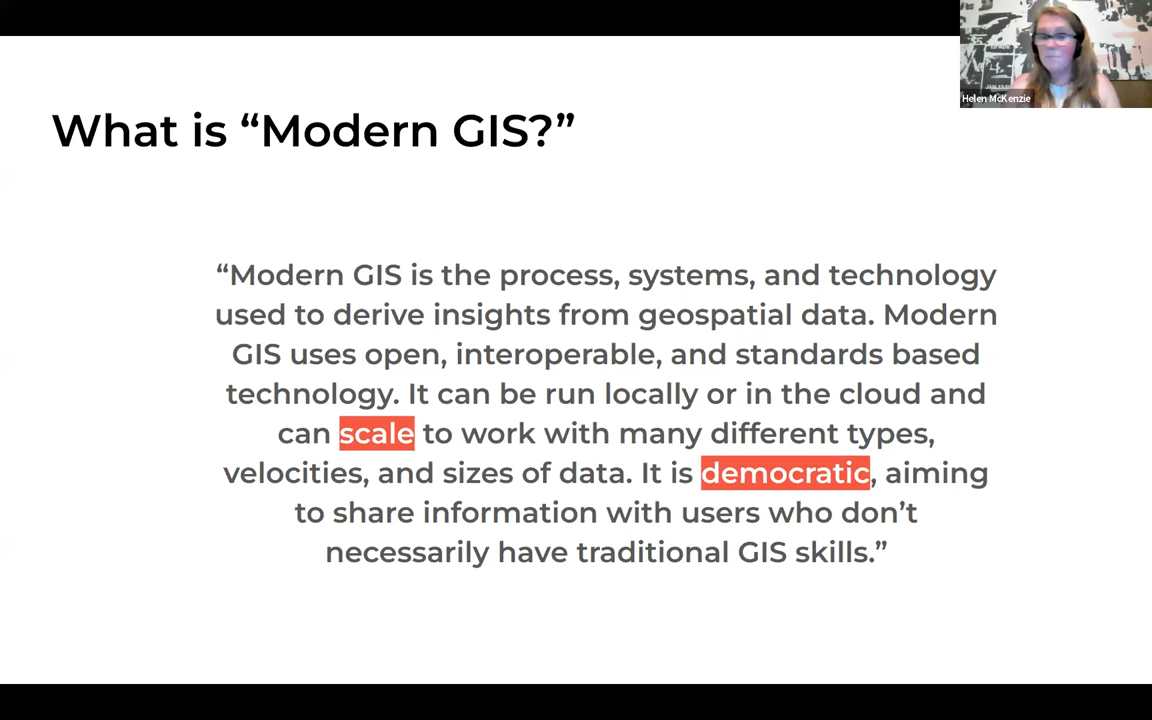 Helen McKenzie
What is “Modern GIS?”
“Modern GIS is the process, systems, and technology
used to derive insights from geospatial data. Modern
GIS uses open, interoperable, and standards based
technology. It can be run locally or in the cloud and
can scale to work with many different types,
velocities, and sizes of data. It is democratic, aiming
to share information with users who don’t
necessarily have traditional GIS skills.”